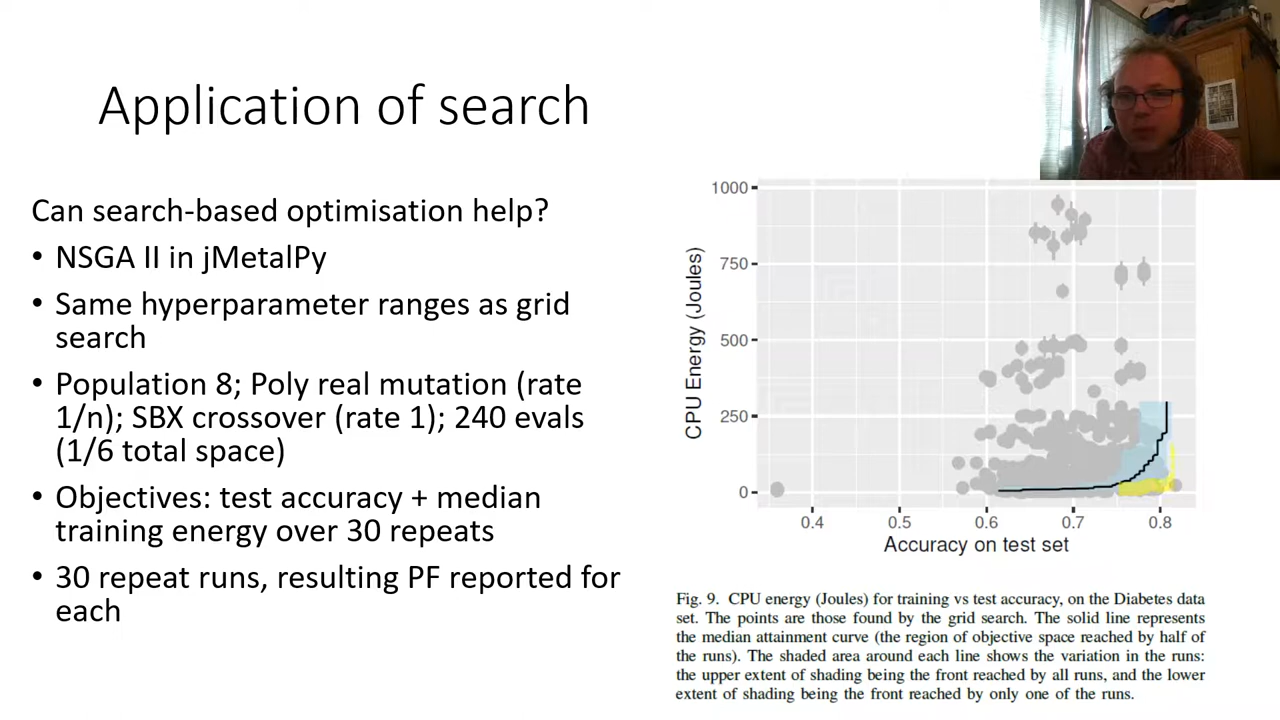 Application of search
Can search-based optimisation help?
• NSGA II in jMetalPy
• Same hyperparameter ranges as grid
search
• Population 8; Poly real mutation (rate
1/n); SBX crossover (rate 1); 240 evals
(1/6 total space)
• Objectives: test accuracy + median
training energy over 30 repeats
• 30 repeat runs, resulting PF reported for
each
CPU Energy (Joules)
1000
750
500
250
0
0.4 0.5 0.6 0.7 0.8
Accuracy on test set
Fig. 9. CPU energy (Joules) for training vs test accuracy, on the Diabetes data
set. The points are those found by the grid search. The solid line represents
the median attainment curve (the region of objective space reached by half of
the runs). The shaded area around each line shows the variation in the runs:
the upper extent of shading being the front reached by all runs, and the lower
extent of shading being the front reached by only one of the runs.